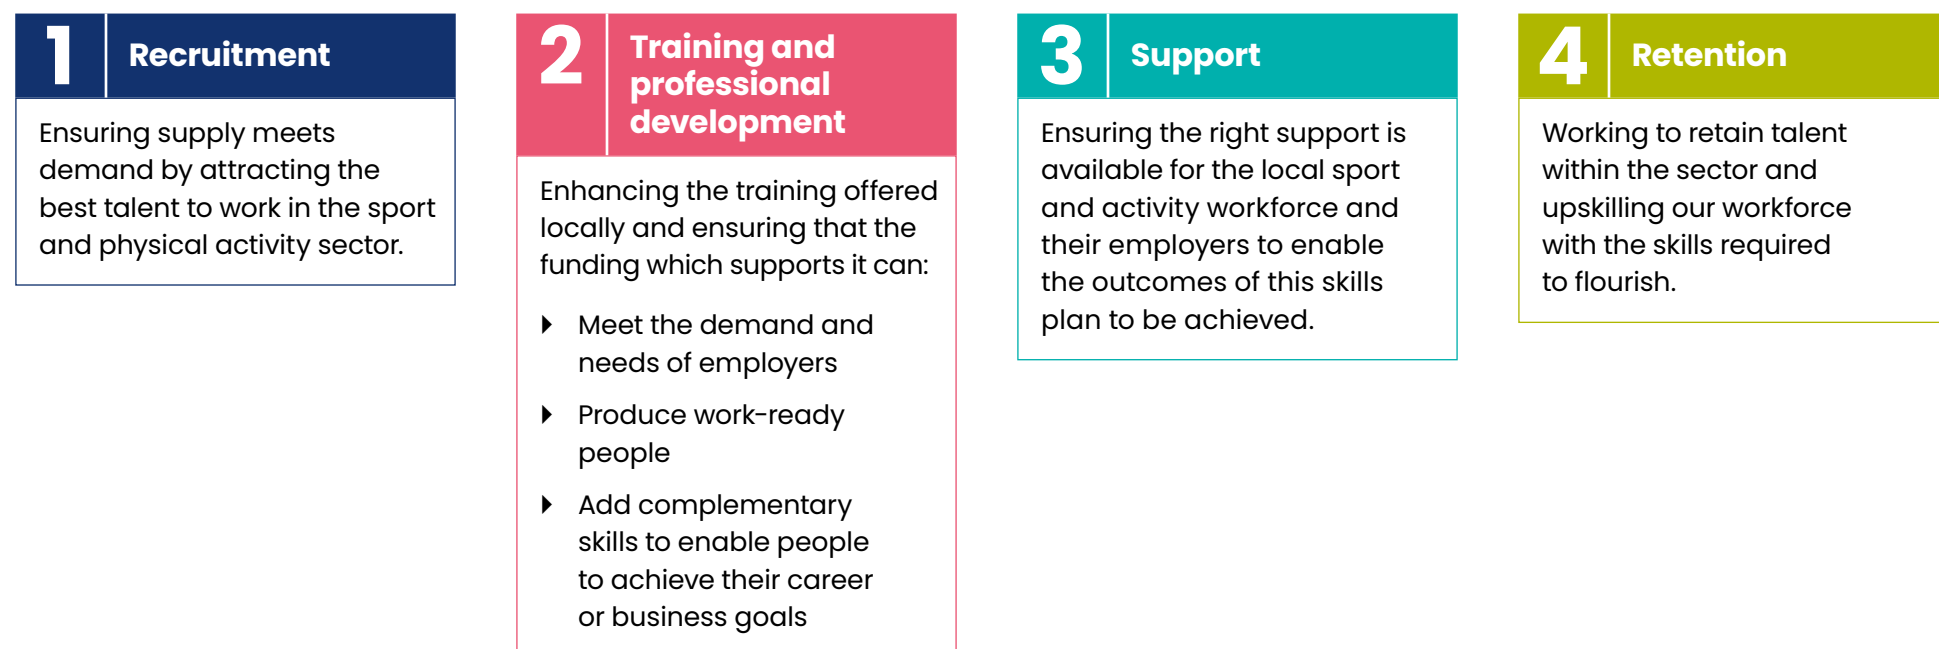 1
Recruitment
Ensuring supply meets
demand by attracting the
best talent to work in the sport
and physical activity sector.
2
Training and
professional
development
Enhancing the training offered
locally and ensuring that the
funding which supports it can:
Meet the demand and
needs of employers
Produce work-ready
people
Add complementary
skills to enable people
to achieve their career
or business goals
3
Support
Ensuring the right support is
available for the local sport
and activity workforce and
their employers to enable
the outcomes of this skills
plan to be achieved.
4
Retention
Working to retain talent
within the sector and
upskilling our workforce
with the skills required
to flourish.